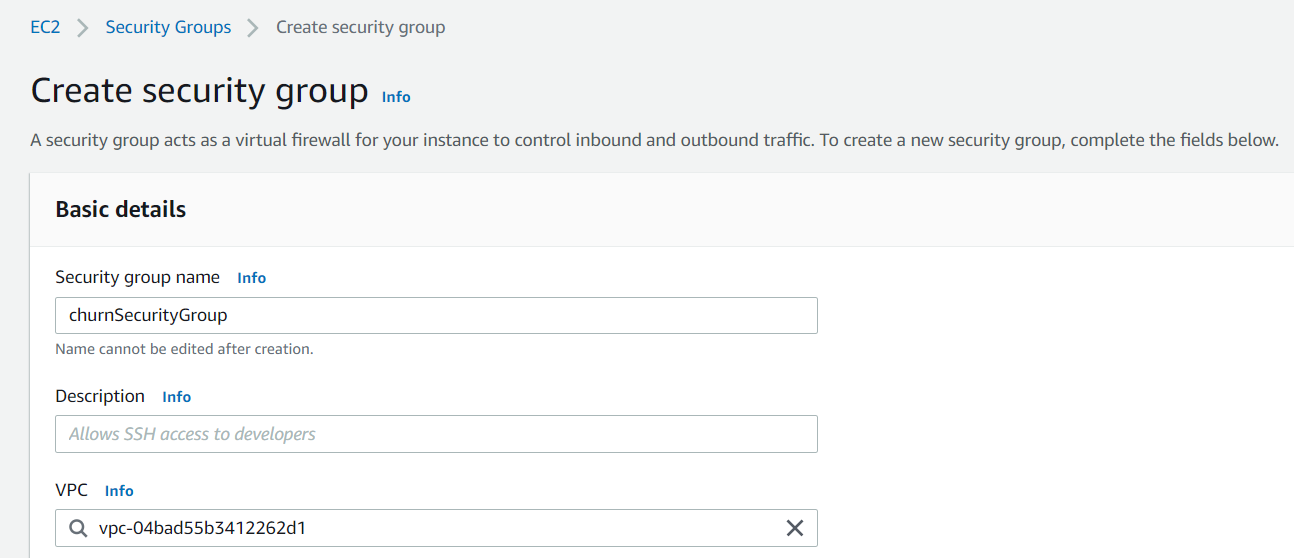 EC2 > Security Groups > Create security group
Create security group Info
A security group acts as a virtual firewall for your instance to control inbound and outbound traffic. To create a new security group, complete the fields below.
Basic details
Security group name Info
churnSecurityGroup
Name cannot be edited after creation.
Description Info
Allows SSH access to developers
VPC Info
vpc-04bad55b3412262d1